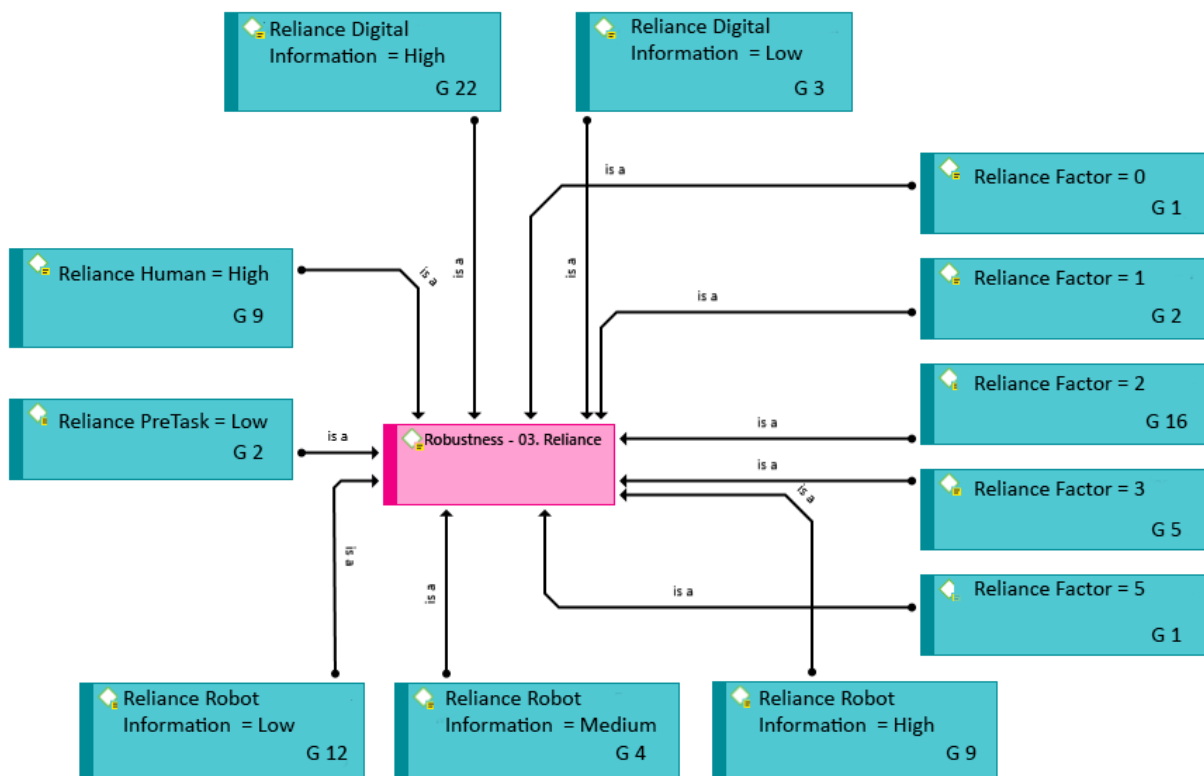 Reliance Digital
Information = High
G 22
Reliance Digital
Information = Low
G 3
is a
Reliance Factor = 0
G 1
Reliance Human = High
G 9
is a
is a
is a
is a
Reliance Factor = 1
G 2
Reliance PreTask = Low
G 2
is a
Robustness - 03. Reliance
is a
Reliance Factor = 2
G 16
is a
is a
Reliance Factor = 3
G 5
is a
is a
is a
Reliance Factor = 5
G 1
Reliance Robot
Information = Low
G 12
Reliance Robot
Information = Medium
G 4
Reliance Robot
Information = High
G 9